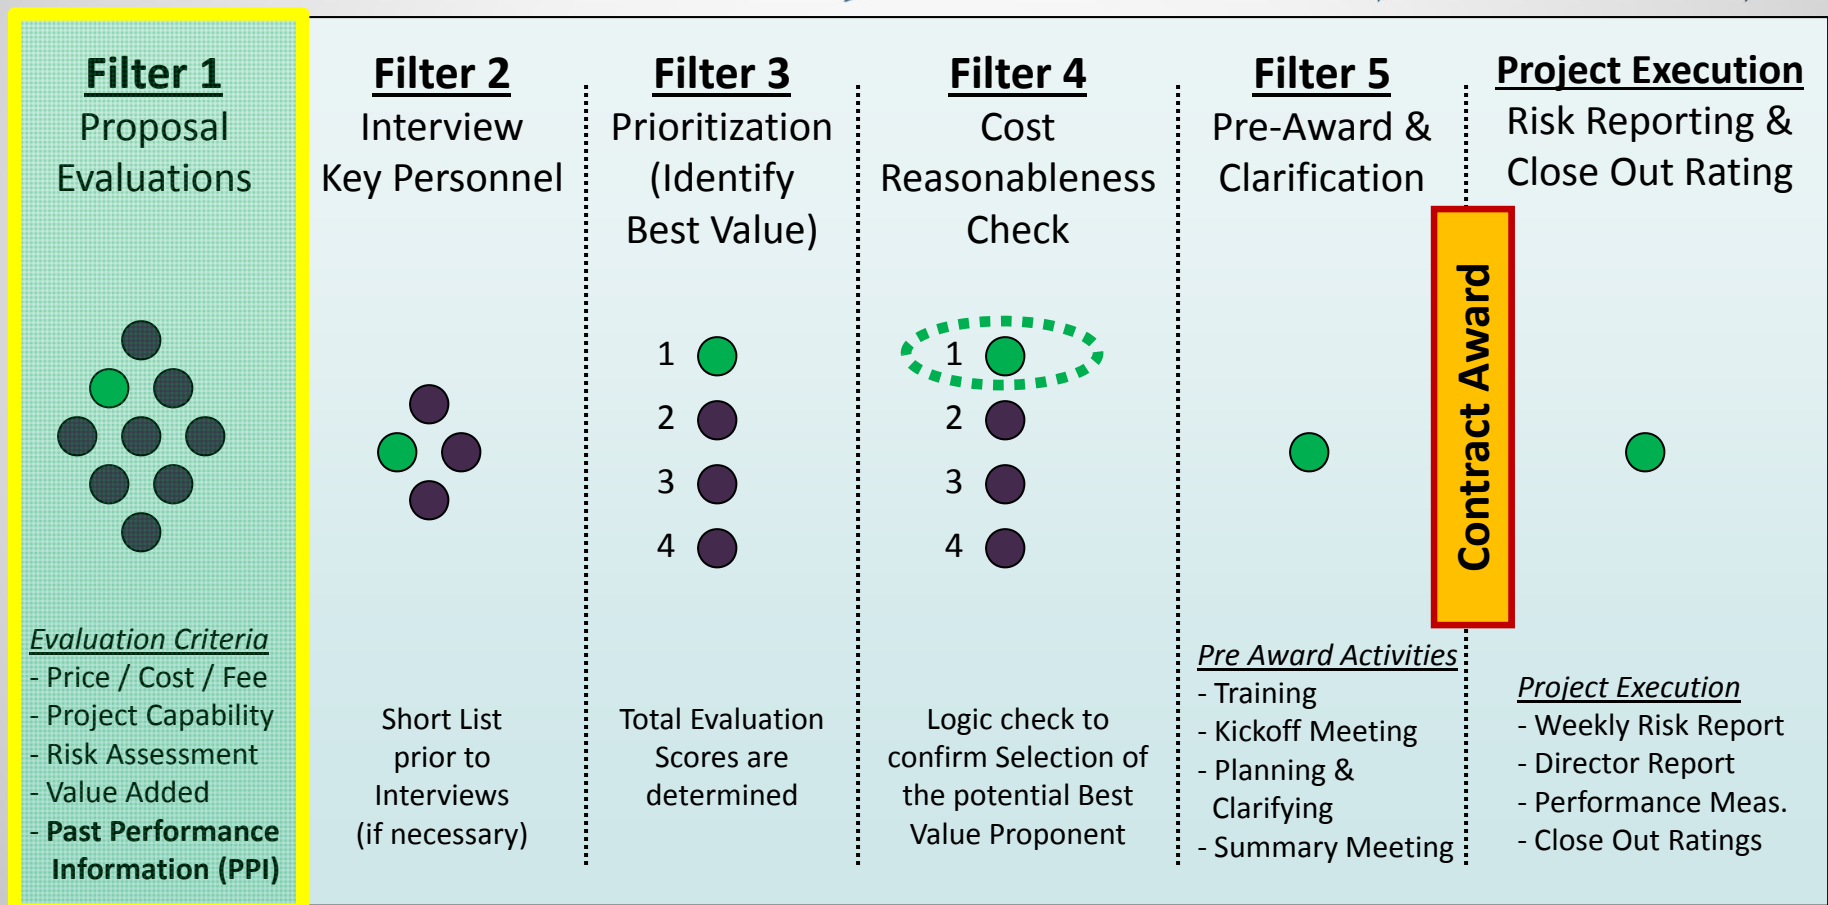 Filter 1
Proposal
Evaluations
Evaluation Criteria
- Price / Cost / Fee
- Project Capability
- Risk Assessment
- Value Added
- Past Performance
Information (PPI)
Filter 2
Interview
Key Personnel
Short List
prior to
Interviews
(if necessary)
Filter 3
Prioritization
(Identify
Best Value)
1
2
3
4
Total Evaluation
Scores are
determined
Filter 4
Cost
Reasonableness
Check
1
2
3
4
Logic check to
confirm Selection of
the potential Best
Value Proponent
Filter 5
Pre-Award &
Clarification
Pre Award Activities
- Training
- Kickoff Meeting
- Planning &
Clarifying
- Summary Meeting
Contract Award
Project Execution
Risk Reporting &
Close Out Rating
Project Execution
- Weekly Risk Report
- Director Report
- Performance Meas.
- Close Out Ratings